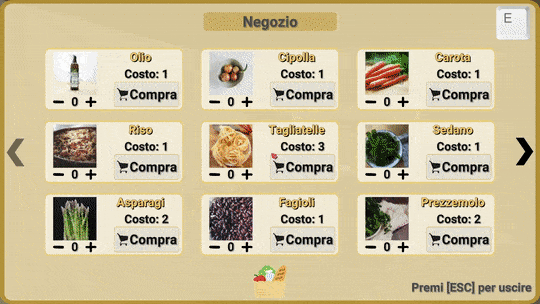 Negozio
E
Olio
Costo: 1
- 0 +
Compra
Cipolla
Costo: 1
- 0 +
Compra
Carota
Costo: 1
- 0 +
Compra
Riso
Costo: 1
- 0 +
Compra
Tagliatelle
Costo: 3
- 0 +
Compra
Sedano
Costo: 1
- 0 +
Compra
Asparagi
Costo: 2
- 0 +
Compra
Fagioli
Costo: 1
- 0 +
Compra
Prezzemolo
Costo: 2
- 0 +
Compra
Premi [ESC] per uscire